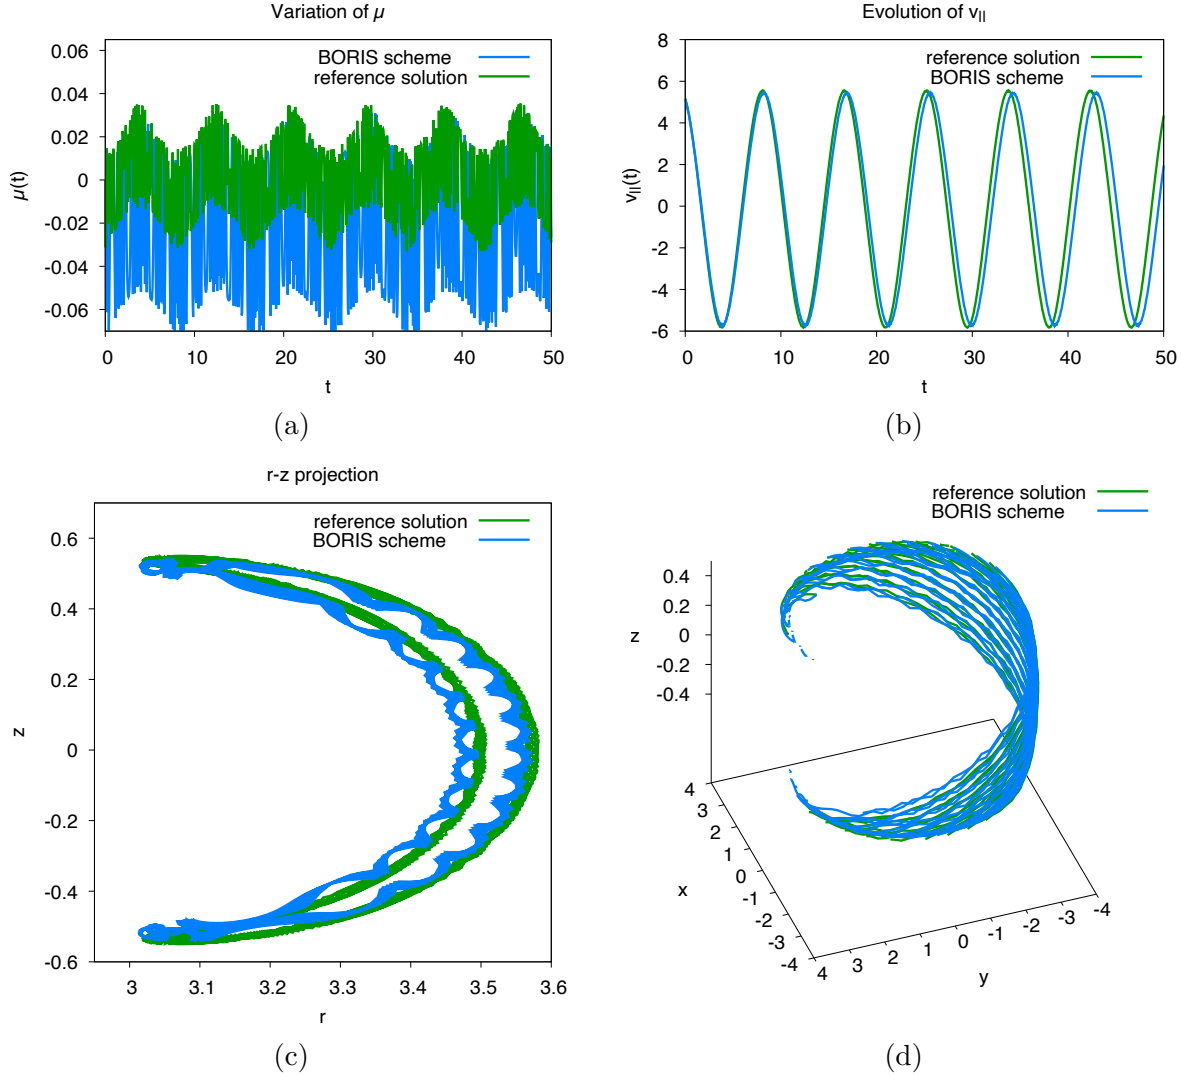 Variation of μ
BORIS scheme
reference solution
0.06
0.04
0.02
0
-0.02
-0.04
-0.06
μ(t)
0 10 20 30 40 50
t
(a)
Evolution of v||
reference solution
BORIS scheme
8
6
4
2
0
-2
-4
-6
v||(t)
0 10 20 30 40 50
t
(b)
r-z projection
reference solution
BORIS scheme
0.6
0.4
0.2
0
-0.2
-0.4
-0.6
z
3 3.1 3.2 3.3 3.4 3.5 3.6
r
(c)
reference solution
BORIS scheme
0.4
0.2
0
-0.2
-0.4
z
4
3
2
1
0
-1
-2
-3
-4
x
4 3 2 1 0 -1 -2 -3 -4
y
(d)